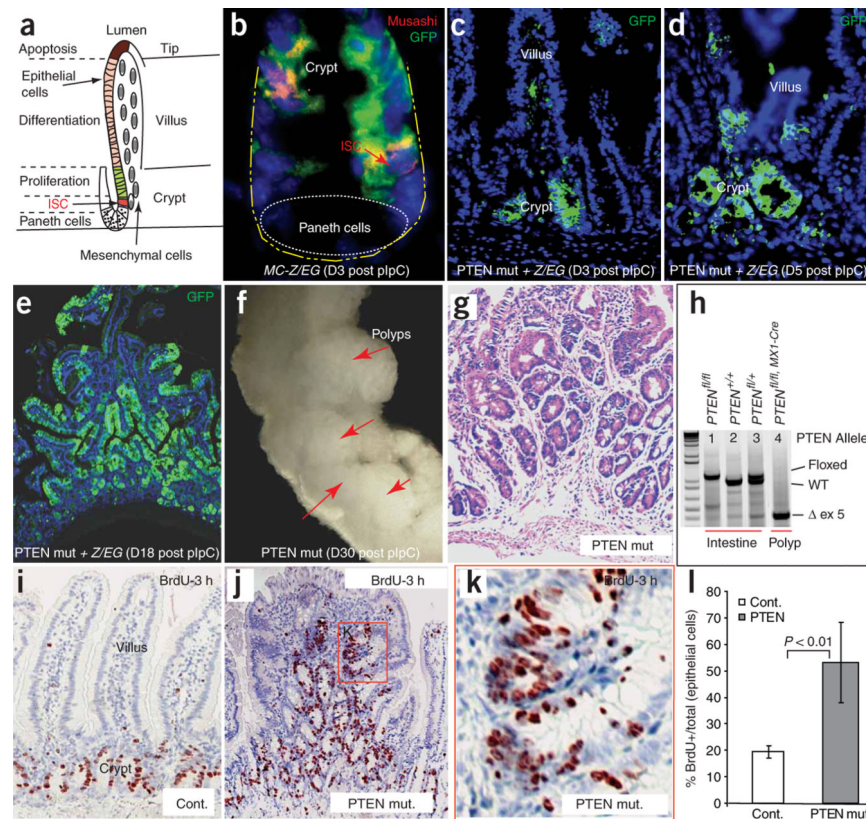 a
Lumen
Apoptosis
Tip
Epithelial
cells
Differentiation
Villus
Proliferation
ISC
Crypt
Paneth cells
Mesenchymal cells
b
Musashi
GFP
Crypt
ISC
Paneth cells
MC-Z/EG (D3 post pIpC)
c
GFP
Villus
Crypt
PTEN mut + Z/EG (D3 post pIpC)
d
GFP
Villus
Crypt
PTEN mut + Z/EG (D5 post pIpC)
e
GFP
PTEN mut + Z/EG (D18 post pIpC)
f
Polyps
PTEN mut (D30 post pIpC)
g
PTEN mut
h
PTENfl/fl
PTEN+/+
PTENfl/+
PTENfl/fl, MX1-Cre
1 2 3 4 PTEN Allele
Floxed
WT
Δ ex 5
Intestine Polyp
i
BrdU-3 h
Villus
Crypt
Cont.
j
BrdU-3 h
K
PTEN mut.
k
BrdU-3 h
PTEN mut.
l
Cont.
PTEN
P < 0.01
% BrdU+/total (epithelial cells)
80
70
60
50
40
30
20
10
0
Cont. PTEN mut